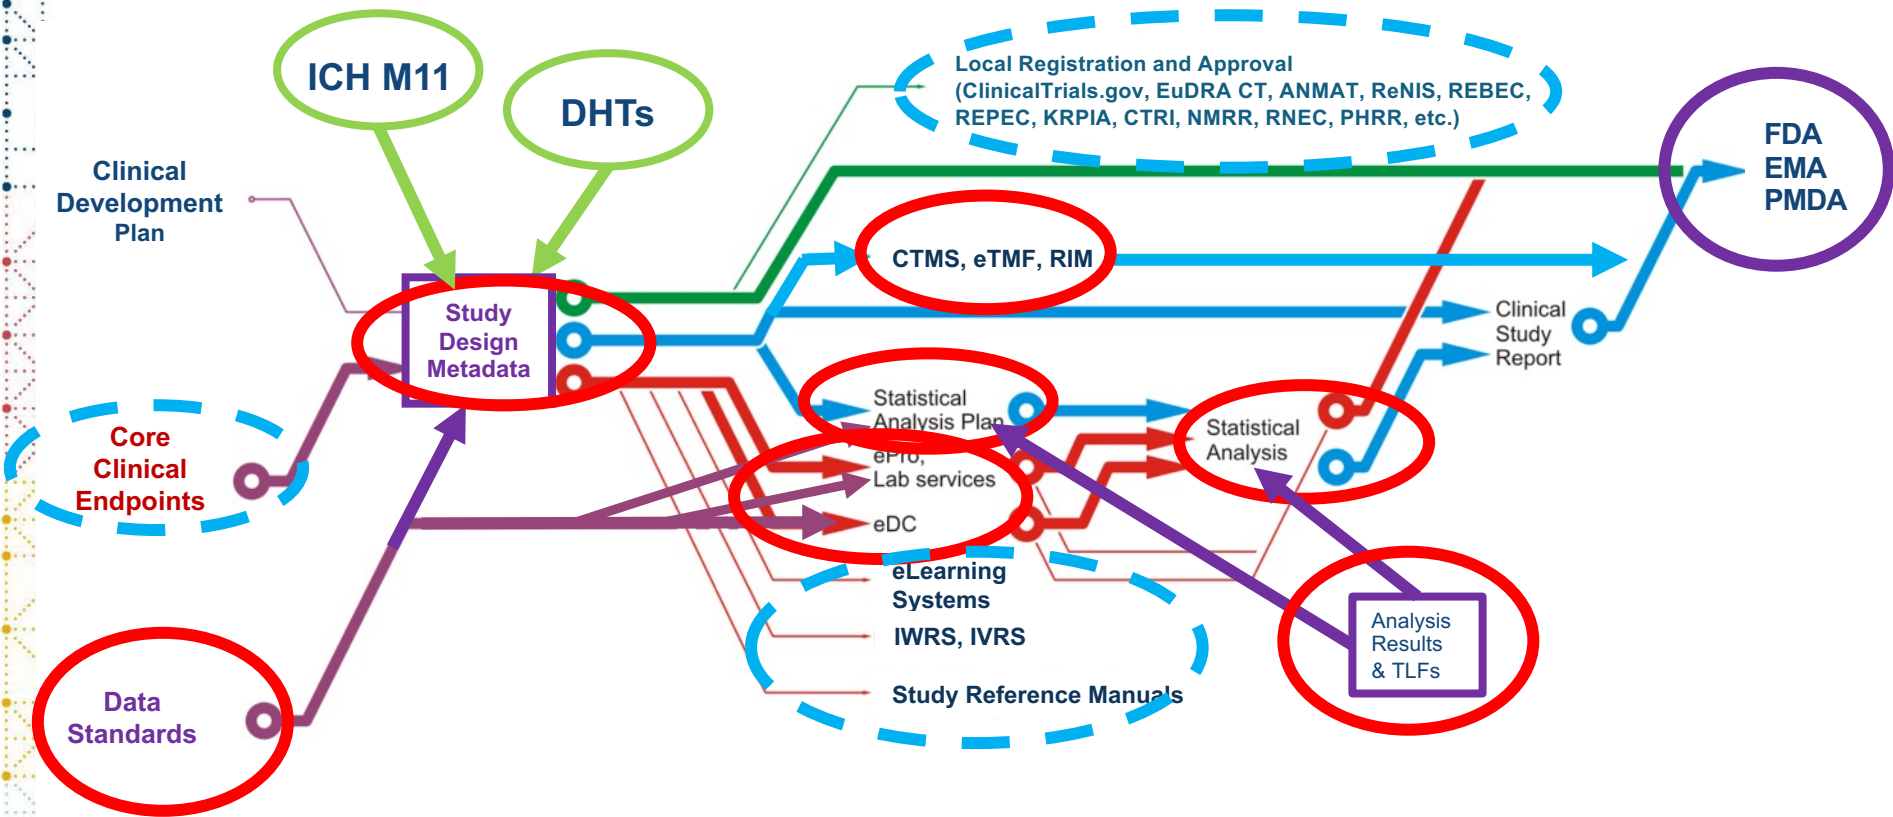 ICH M11
DHTs
Local Registration and Approval
(ClinicalTrials.gov, EuDRA CT, ANMAT, ReNIS, REBEC,
REPEC, KRPIA, CTRI, NMRR, RNEC, PHRR, etc.)
FDA
EMA
PMDA
Clinical
Development
Plan
CTMS, eTMF, RIM
Study
Design
Metadata
Clinical
Study
Report
Statistical
Analysis Plan
Statistical
Analysis
Core
Clinical
Endpoints
ePro,
Lab services
eDC
eLearning
Systems
IWRS, IVRS
Study Reference Manuals
Analysis
Results
& TLFs
Data
Standards